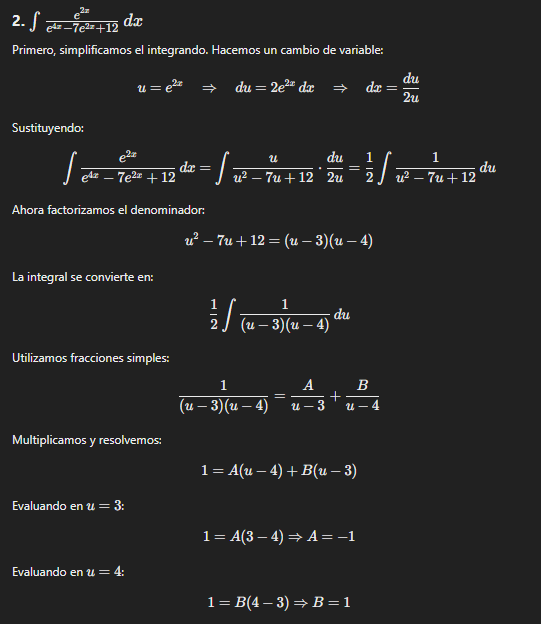 2. ∫ e^{2x}/(e^{4x} − 7e^{2x} + 12) dx
Primero, simplificamos el integrando. Hacemos un cambio de variable:
u = e^{2x} ⇒ du = 2e^{2x} dx ⇒ dx = du/(2u)
Sustituyendo:
∫ e^{2x}/(e^{4x} − 7e^{2x} + 12) dx = ∫ u/(u² − 7u + 12) · du/(2u) = 1/2 ∫ 1/(u² − 7u + 12) du
Ahora factorizamos el denominador:
u² − 7u + 12 = (u − 3)(u − 4)
La integral se convierte en:
1/2 ∫ 1/((u − 3)(u − 4)) du
Utilizamos fracciones simples:
1/((u − 3)(u − 4)) = A/(u − 3) + B/(u − 4)
Multiplicamos y resolvemos:
1 = A(u − 4) + B(u − 3)
Evaluando en u = 3:
1 = A(3 − 4) ⇒ A = −1
Evaluando en u = 4:
1 = B(4 − 3) ⇒ B = 1